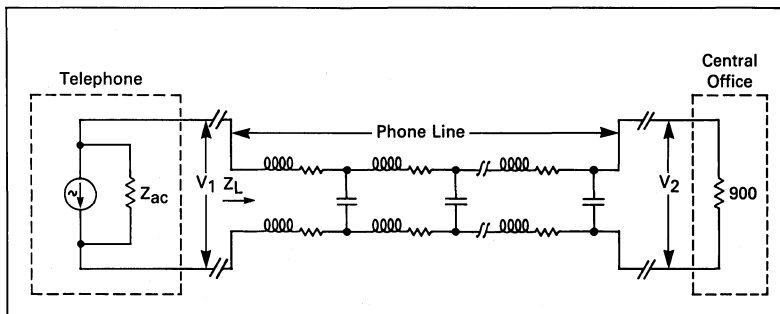 Telephone
Central
Office
Phone Line
Zac
V1
ZL
V2
900